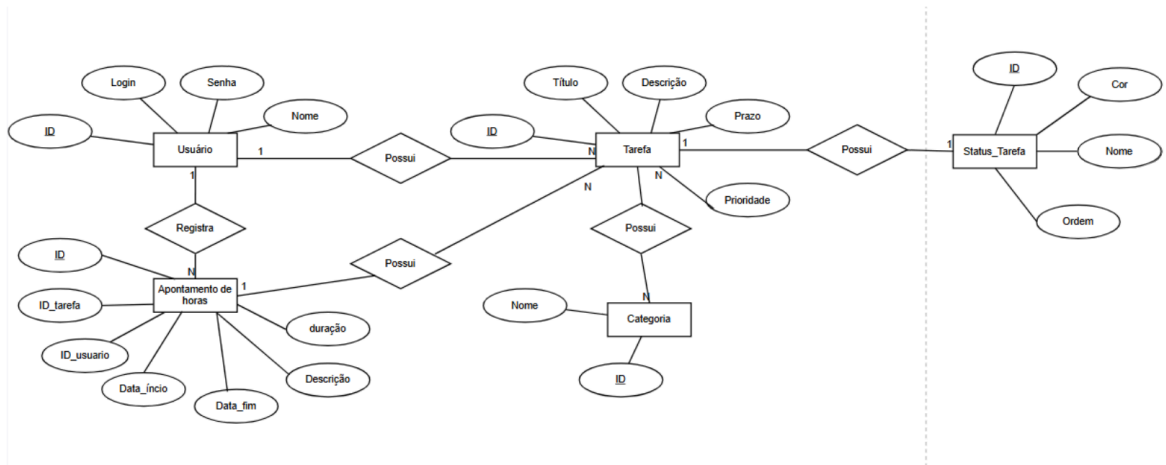 ID
Login
Senha
Nome
Usuário
1
Possui
N
ID
Título
Descrição
Prazo
Tarefa
1
Possui
1
Status_Tarefa
ID
Cor
Nome
Ordem
1
Registra
N
N
Possui
1
N
Prioridade
Possui
N
Categoria
Nome
ID
ID
Apontamento de
horas
ID_tarefa
ID_usuario
Data_íncio
Data_fim
Descrição
duração